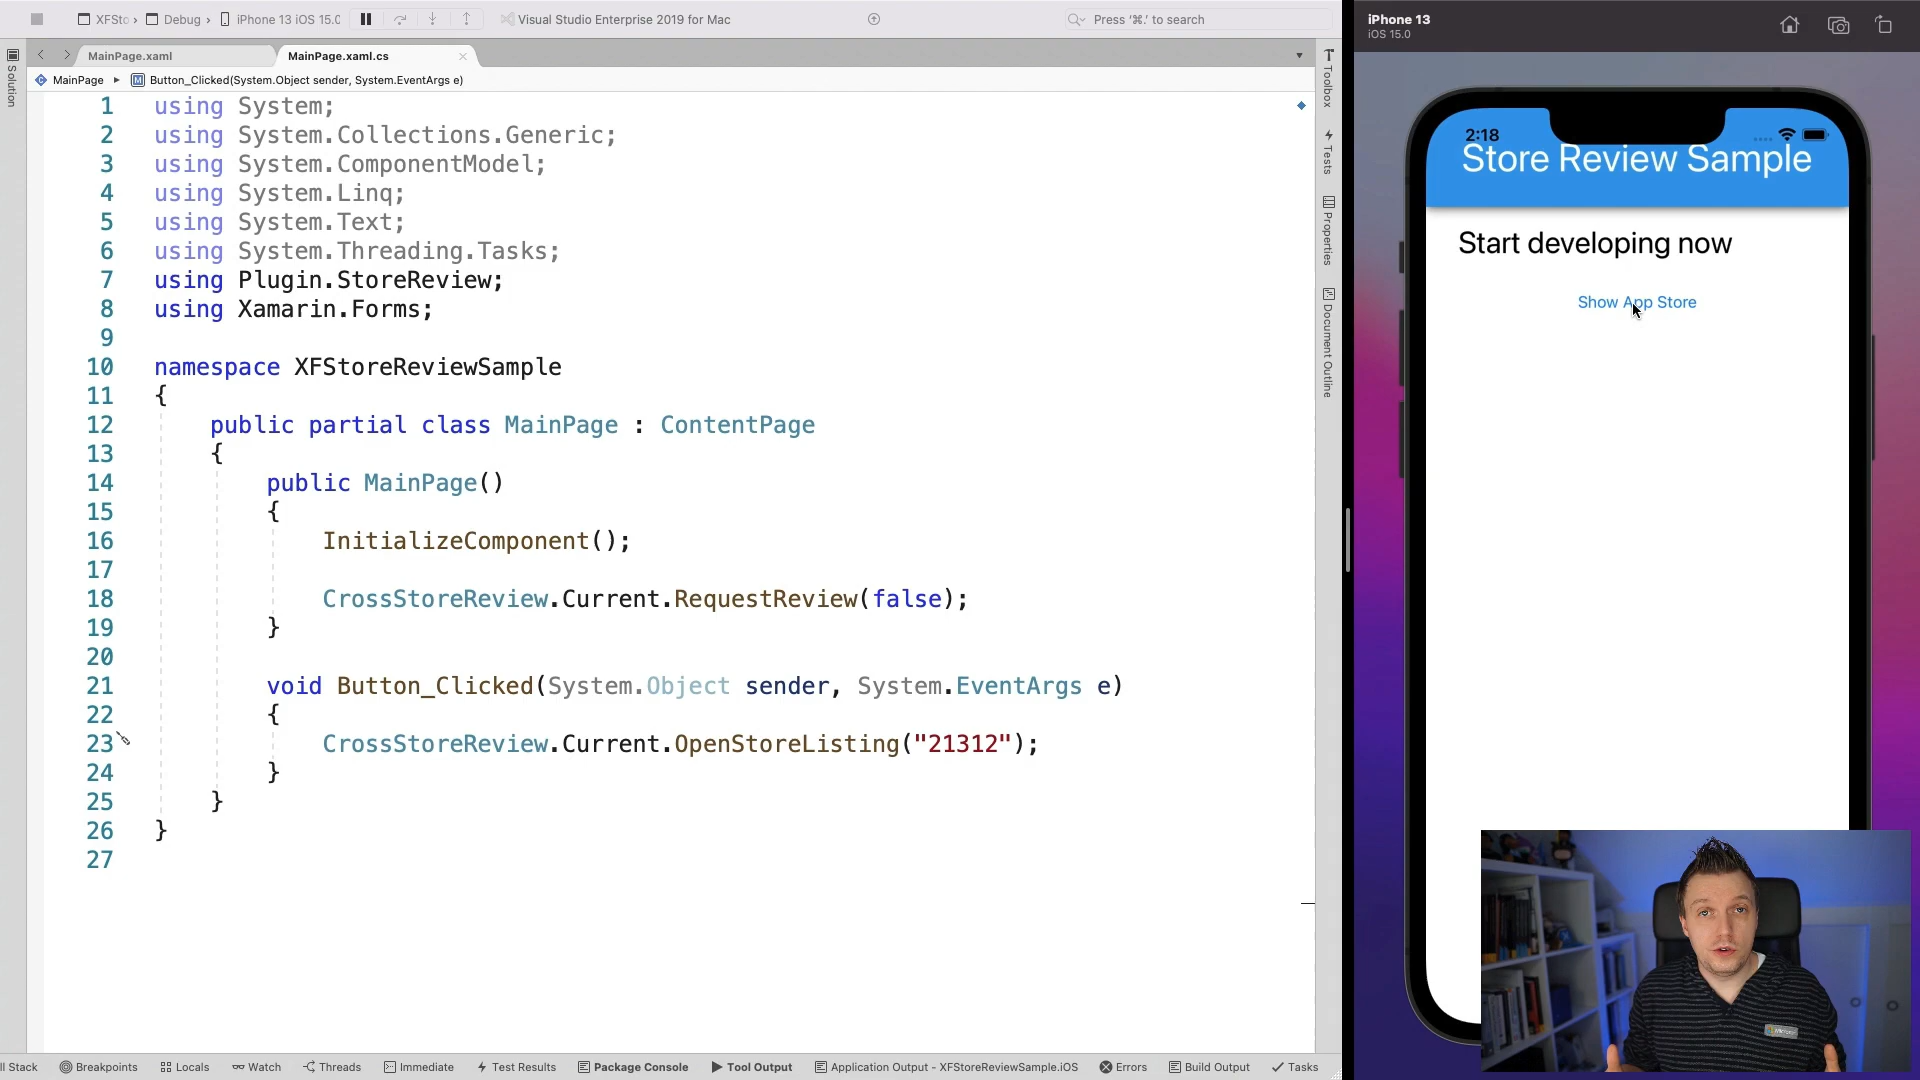 XFStc › Debug › iPhone 13 iOS 15.0 Visual Studio Enterprise 2019 for Mac Press '⌘.' to search
MainPage.xaml MainPage.xaml.cs
MainPage ▸ Button_Clicked(System.Object sender, System.EventArgs e)
Solution
1 using System;
2 using System.Collections.Generic;
3 using System.ComponentModel;
4 using System.Linq;
5 using System.Text;
6 using System.Threading.Tasks;
7 using Plugin.StoreReview;
8 using Xamarin.Forms;
9
10 namespace XFStoreReviewSample
11 {
12 public partial class MainPage : ContentPage
13 {
14 public MainPage()
15 {
16 InitializeComponent();
17
18 CrossStoreReview.Current.RequestReview(false);
19 }
20
21 void Button_Clicked(System.Object sender, System.EventArgs e)
22 {
23 CrossStoreReview.Current.OpenStoreListing("21312");
24 }
25 }
26 }
27
Toolbox
Tests
Properties
Document Outline
ll Stack Breakpoints Locals Watch Threads Immediate Test Results Package Console Tool Output Application Output - XFStoreReviewSample.iOS Errors Build Output Tasks
iPhone 13
iOS 15.0
2:18
Store Review Sample
Start developing now
Show App Store